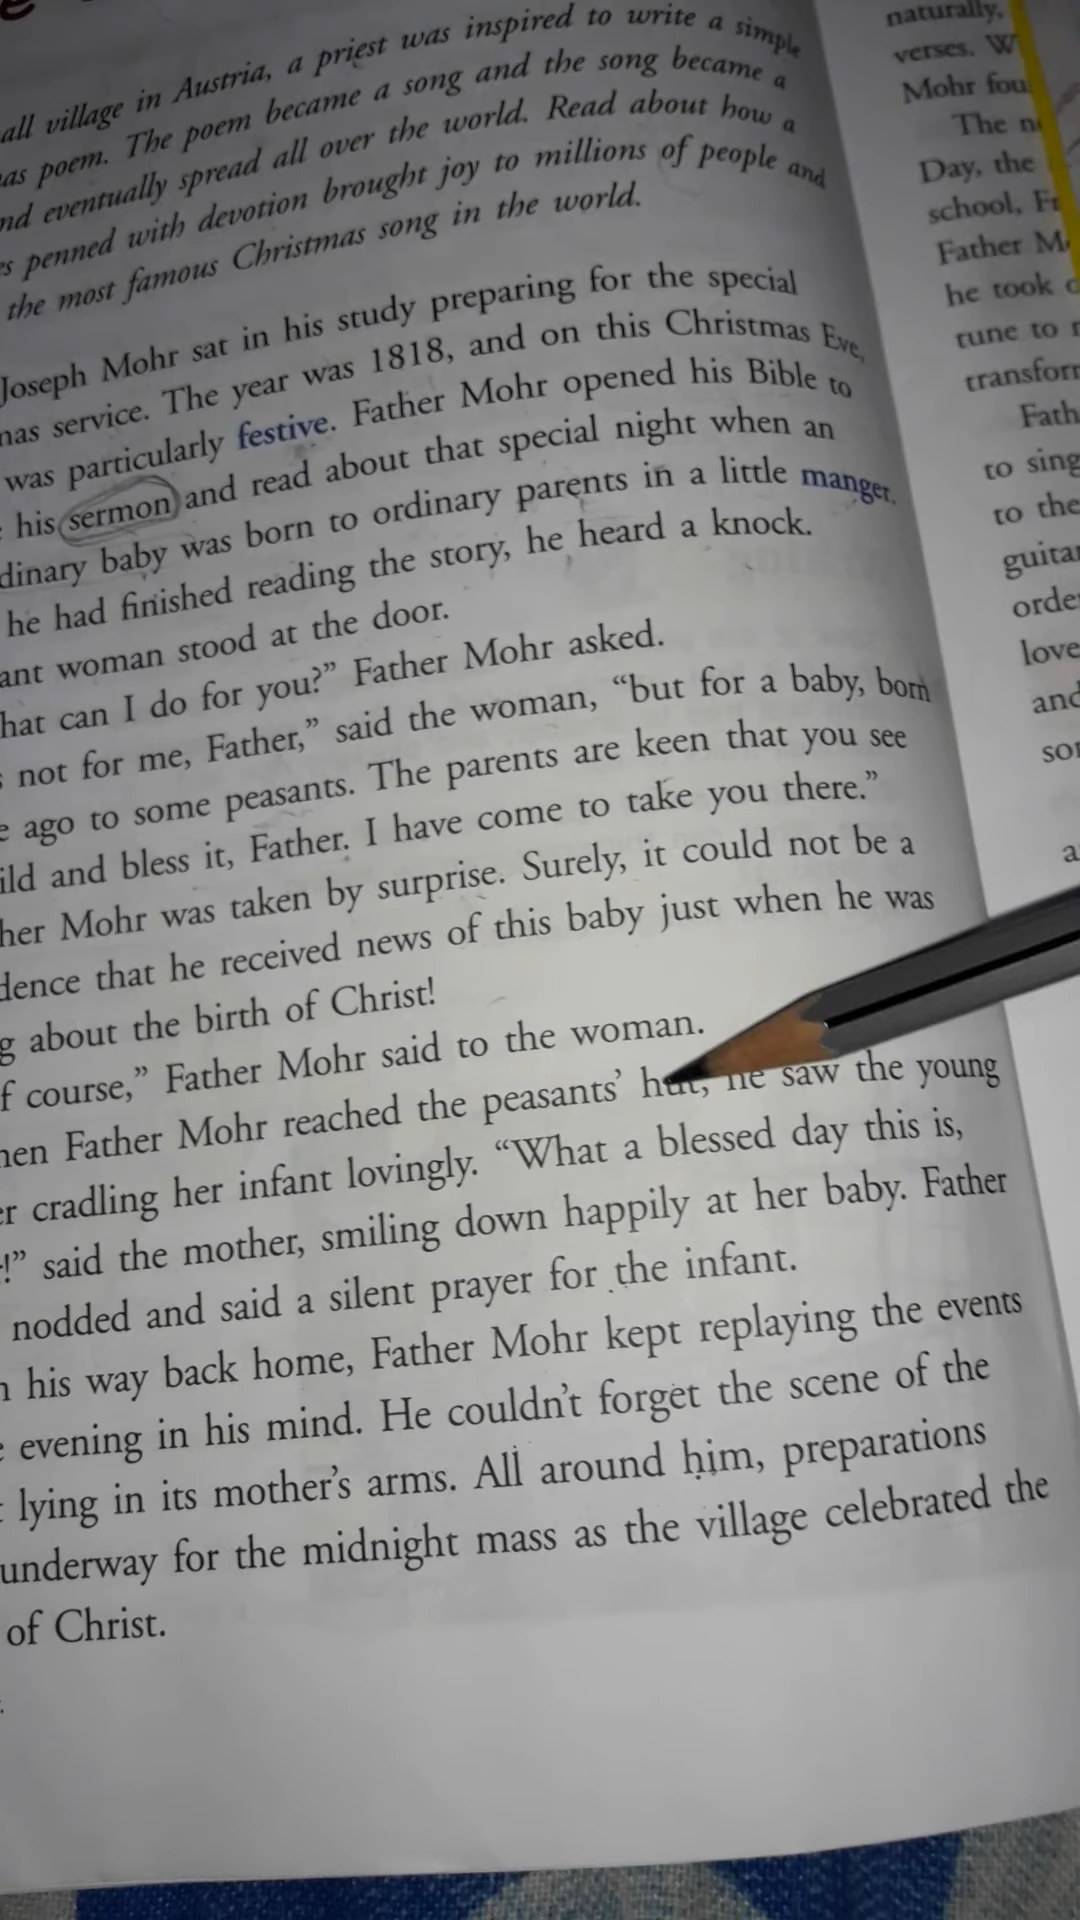 all village in Austria, a priest was inspired to write a simple
as poem. The poem became a song and the song became a
nd eventually spread all over the world. Read about how a
s penned with devotion brought joy to millions of people and
the most famous Christmas song in the world.
Joseph Mohr sat in his study preparing for the special
mas service. The year was 1818, and on this Christmas Eve,
was particularly festive. Father Mohr opened his Bible to
his sermon and read about that special night when an
dinary baby was born to ordinary parents in a little manger.
he had finished reading the story, he heard a knock.
ant woman stood at the door.
hat can I do for you?” Father Mohr asked.
s not for me, Father,” said the woman, “but for a baby, born
e ago to some peasants. The parents are keen that you see
ild and bless it, Father. I have come to take you there.”
her Mohr was taken by surprise. Surely, it could not be a
dence that he received news of this baby just when he was
g about the birth of Christ!
f course,” Father Mohr said to the woman.
hen Father Mohr reached the peasants’ hut, he saw the young
er cradling her infant lovingly. “What a blessed day this is,
!” said the mother, smiling down happily at her baby. Father
nodded and said a silent prayer for the infant.
n his way back home, Father Mohr kept replaying the events
e evening in his mind. He couldn’t forget the scene of the
t lying in its mother’s arms. All around him, preparations
underway for the midnight mass as the village celebrated the
of Christ.
naturally,
verses. W
Mohr fou
The n
Day, the
school, Fr
Father M
he took
tune to
transform
Fath
to sing
to the
guitar
order
love
and
son
a